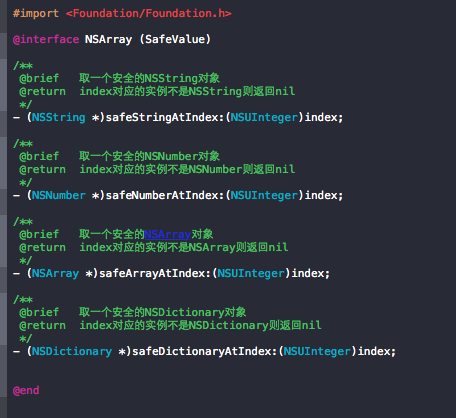 #import <Foundation/Foundation.h>
@interface NSArray (SafeValue)
/**
@brief   取一个安全的NSString对象
@return  index对应的实例不是NSString则返回nil
*/
- (NSString *)safeStringAtIndex:(NSUInteger)index;
/**
@brief   取一个安全的NSNumber对象
@return  index对应的实例不是NSNumber则返回nil
*/
- (NSNumber *)safeNumberAtIndex:(NSUInteger)index;
/**
@brief   取一个安全的NSArray对象
@return  index对应的实例不是NSArray则返回nil
*/
- (NSArray *)safeArrayAtIndex:(NSUInteger)index;
/**
@brief   取一个安全的NSDictionary对象
@return  index对应的实例不是NSDictionary则返回nil
*/
- (NSDictionary *)safeDictionaryAtIndex:(NSUInteger)index;
@end